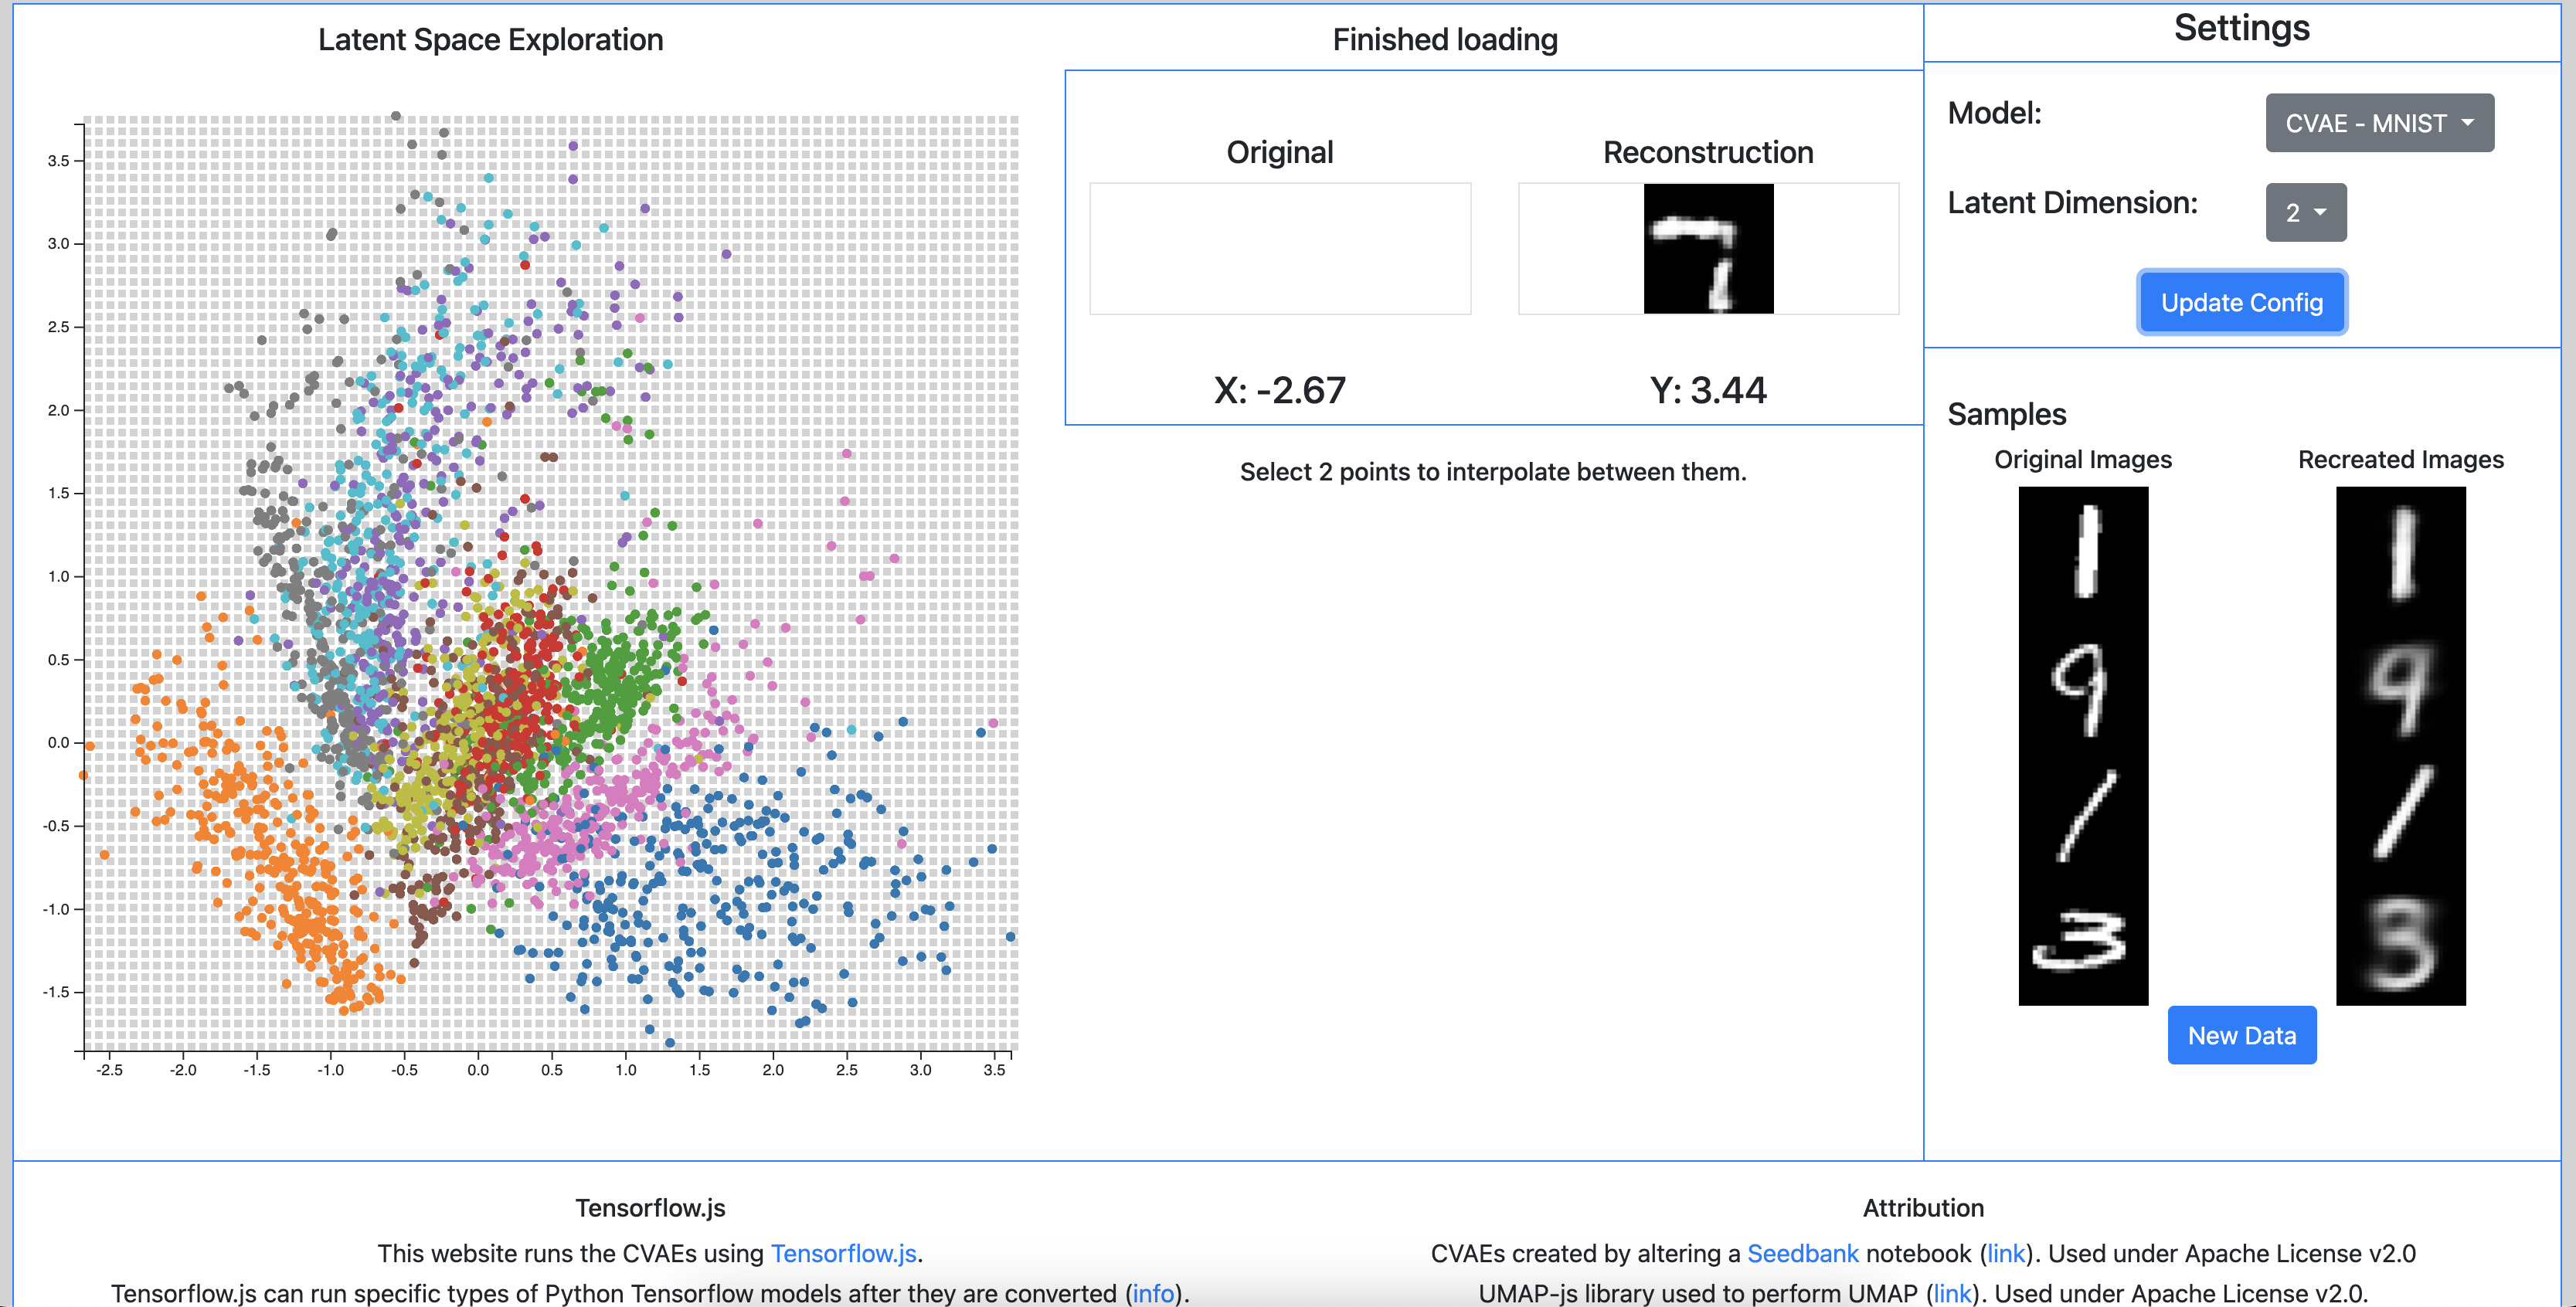 Latent Space Exploration
3.5
3.0
2.5
2.0
1.5
1.0
0.5
0.0
-0.5
-1.0
-1.5
-2.5 -2.0 -1.5 -1.0 -0.5 0.0 0.5 1.0 1.5 2.0 2.5 3.0 3.5
Finished loading
Original Reconstruction
7
X: -2.67 Y: 3.44
Select 2 points to interpolate between them.
Settings
Model: CVAE - MNIST
Latent Dimension: 2
Update Config
Samples
Original Images Recreated Images
1 1
9 9
/ /
3 3
New Data
Tensorflow.js
This website runs the CVAEs using Tensorflow.js.
Tensorflow.js can run specific types of Python Tensorflow models after they are converted (info).
Attribution
CVAEs created by altering a Seedbank notebook (link). Used under Apache License v2.0
UMAP-js library used to perform UMAP (link). Used under Apache License v2.0.